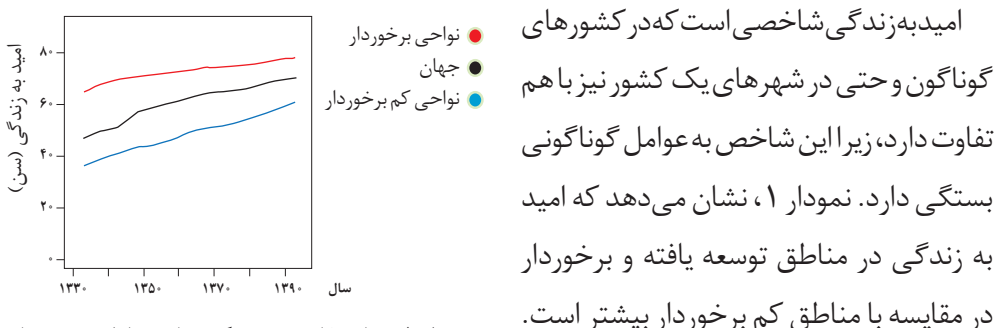 امید به زندگی شاخصی است که در کشورهای
گوناگون و حتی در شهرهای یک کشور نیز با هم
تفاوت دارد، زیرا این شاخص به عوامل گوناگونی
بستگی دارد. نمودار ۱، نشان می‌دهد که امید
به زندگی در مناطق توسعه یافته و برخوردار
در مقایسه با مناطق کم برخوردار بیشتر است.
نواحی برخوردار
جهان
نواحی کم برخوردار
امید به زندگی (سن)
۸۰
۶۰
۴۰
۲۰
۰
۱۳۳۰ ۱۳۵۰ ۱۳۷۰ ۱۳۹۰ سال